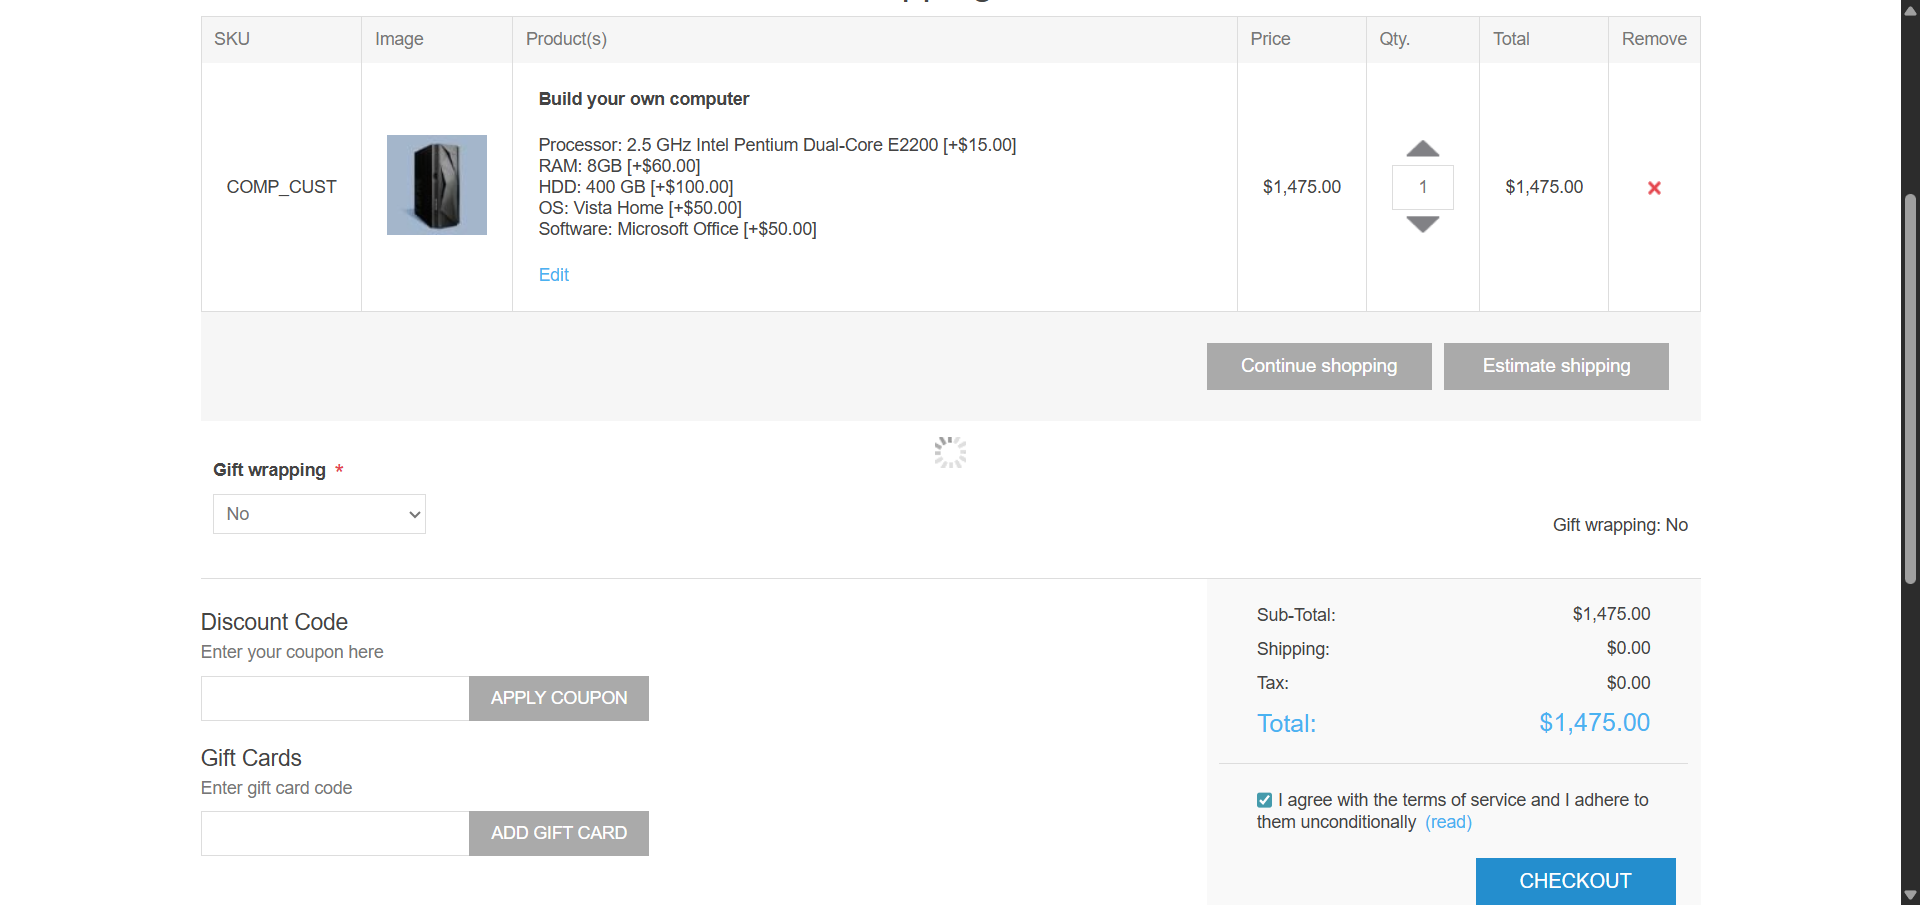 SKU Image Product(s) Price Qty. Total Remove
Build your own computer
Processor: 2.5 GHz Intel Pentium Dual-Core E2200 [+$15.00]
RAM: 8GB [+$60.00]
COMP_CUST HDD: 400 GB [+$100.00] $1,475.00 1 $1,475.00
OS: Vista Home [+$50.00]
Software: Microsoft Office [+$50.00]
Edit
Continue shopping Estimate shipping
Gift wrapping *
No
Gift wrapping: No
Discount Code
Enter your coupon here
APPLY COUPON
Gift Cards
Enter gift card code
ADD GIFT CARD
Sub-Total: $1,475.00
Shipping: $0.00
Tax: $0.00
Total: $1,475.00
I agree with the terms of service and I adhere to
them unconditionally (read)
CHECKOUT